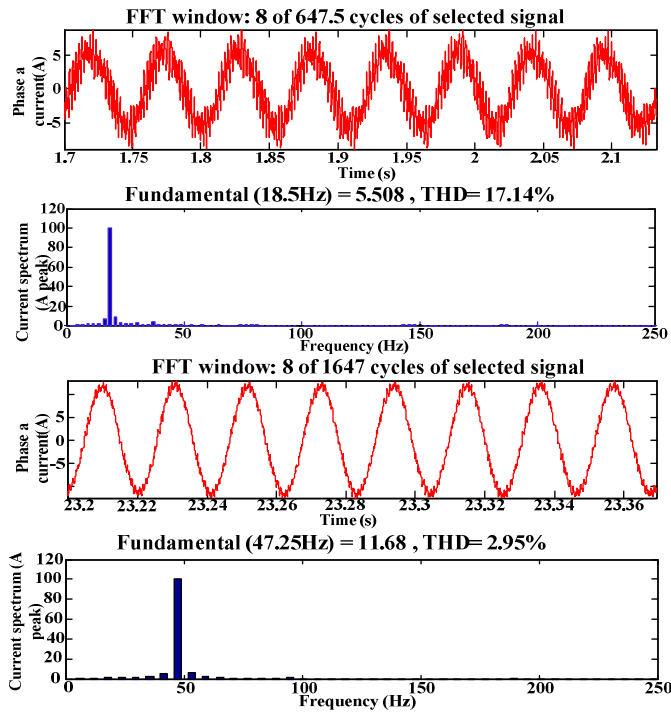 FFT window: 8 of 647.5 cycles of selected signal
Phase a
current(A)
5
0
-5
1.7 1.75 1.8 1.85 1.9 1.95 2 2.05 2.1
Time (s)
Fundamental (18.5Hz) = 5.508 , THD= 17.14%
Current spectrum
(A peak)
120
100
80
60
40
20
0
0 50 100 150 200 250
Frequency (Hz)
FFT window: 8 of 1647 cycles of selected signal
Phase a
current(A)
5
0
-5
23.2 23.22 23.24 23.26 23.28 23.3 23.32 23.34 23.36
Time (s)
Fundamental (47.25Hz) = 11.68 , THD= 2.95%
Current spectrum (A
peak)
120
100
80
60
40
20
0
0 50 100 150 200 250
Frequency (Hz)